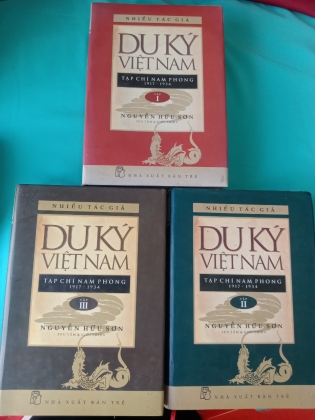 NHIỀU TÁC GIẢ
DU KÝ
VIỆT NAM
TẠP CHÍ NAM PHONG
1917 - 1934
TẬP
I
NGUYỄN HỮU SƠN
NHÀ XUẤT BẢN TRẺ
NHIỀU TÁC GIẢ
DU KÝ
VIỆT NAM
TẠP CHÍ NAM PHONG
1917 - 1934
TẬP
III
NGUYỄN HỮU SƠN
NHÀ XUẤT BẢN TRẺ
NHIỀU TÁC GIẢ
DU KÝ
VIỆT NAM
TẠP CHÍ NAM PHONG
1917 - 1934
TẬP
II
NGUYỄN HỮU SƠN
NHÀ XUẤT BẢN TRẺ